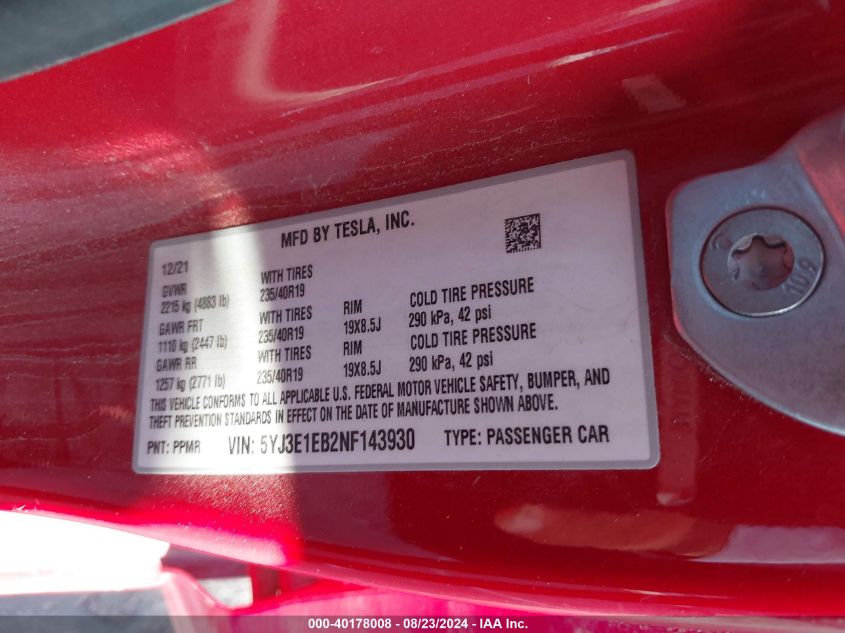 MFD BY TESLA, INC.
12/21
GVWR WITH TIRES
2215 kg (4883 lb) 235/40R19
GAWR FRT WITH TIRES RIM COLD TIRE PRESSURE
1110 kg (2447 lb) 235/40R19 19X8.5J 290 kPa, 42 psi
GAWR RR WITH TIRES RIM COLD TIRE PRESSURE
1257 kg (2771 lb) 235/40R19 19X8.5J 290 kPa, 42 psi
THIS VEHICLE CONFORMS TO ALL APPLICABLE U.S. FEDERAL MOTOR VEHICLE SAFETY, BUMPER, AND
THEFT PREVENTION STANDARDS IN EFFECT ON THE DATE OF MANUFACTURE SHOWN ABOVE.
PNT: PPMR VIN: 5YJ3E1EB2NF143930 TYPE: PASSENGER CAR
10.9
000-40178008 - 08/23/2024 - IAA Inc.